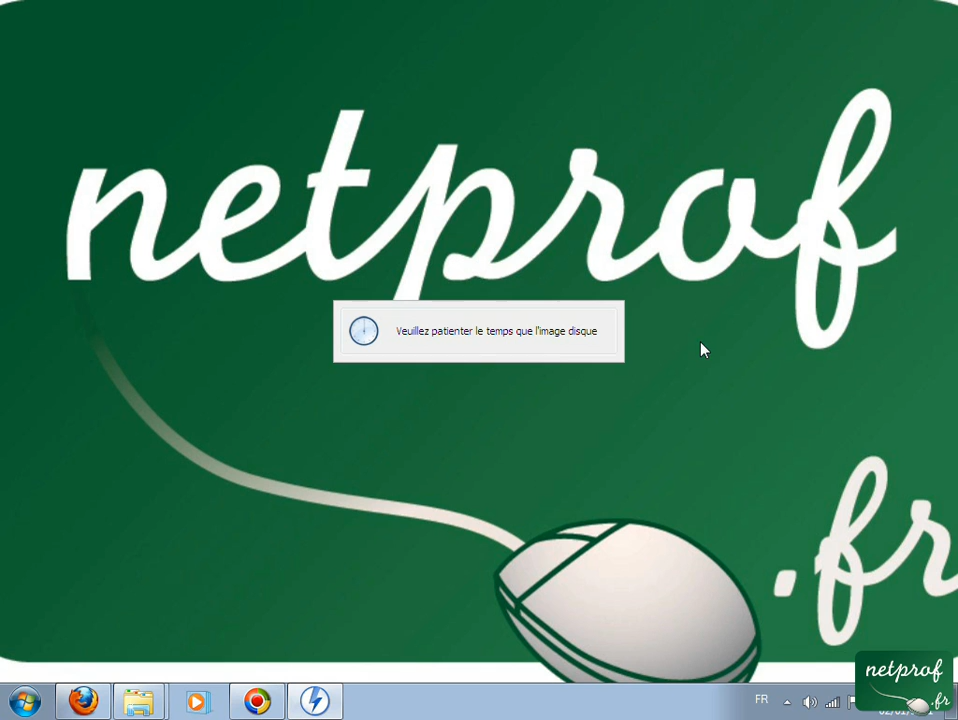 netprof
Veuillez patienter le temps que l'image disque
.fr
FR
netprof
.fr